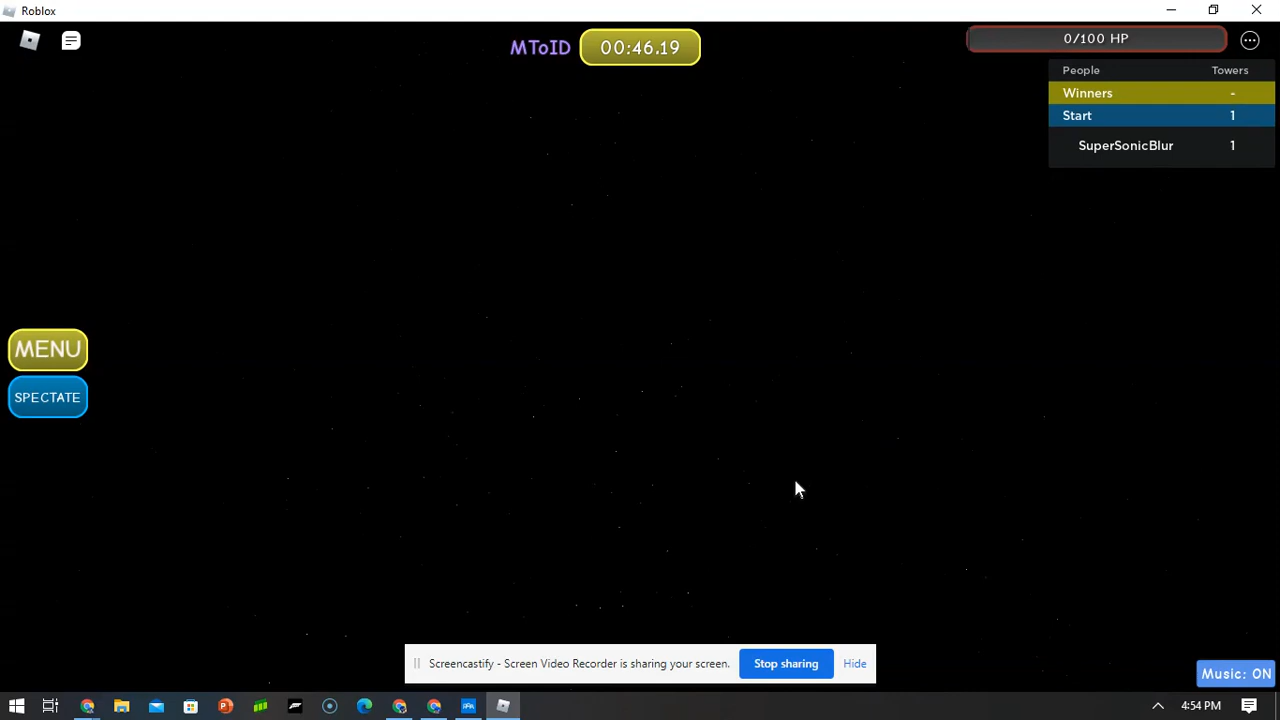 Roblox
MToID 00:46.19
0/100 HP
People Towers
Winners -
Start 1
SuperSonicBlur 1
MENU
SPECTATE
Screencastify - Screen Video Recorder is sharing your screen. Stop sharing Hide
Music: ON
4:54 PM